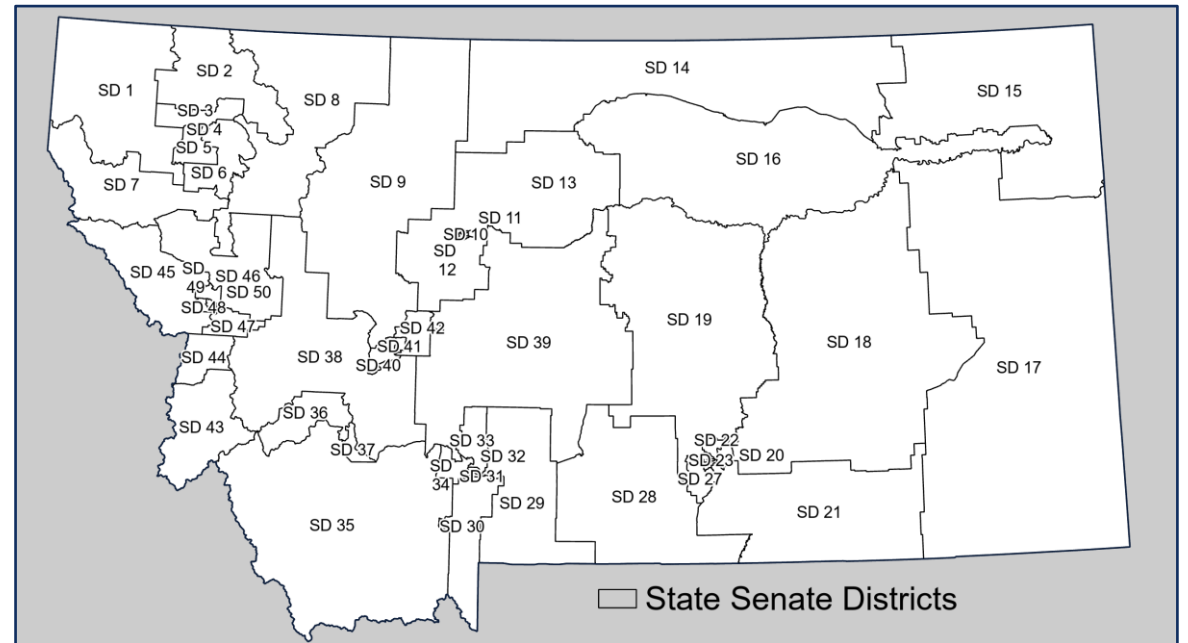 SD 14
SD 2
SD 1
SD 8
SD 15
SD 3
SD 4
SD 5
SD 16
SD 6
SD 9
SD 7
SD 13
SD 11
SD 10
SD
12
SD 45
SD
49
SD 46
SD 50
SD 48
SD 47
SD 42
SD 19
SD 41
SD 39
SD 18
SD 44
SD 38
SD 40
SD 17
SD 36
SD 43
SD 37
SD 33
SD 22
SD 32
SD 20
SD 23
SD
34
SD 31
SD 27
SD 28
SD 29
SD 21
SD 35
SD 30
State Senate Districts